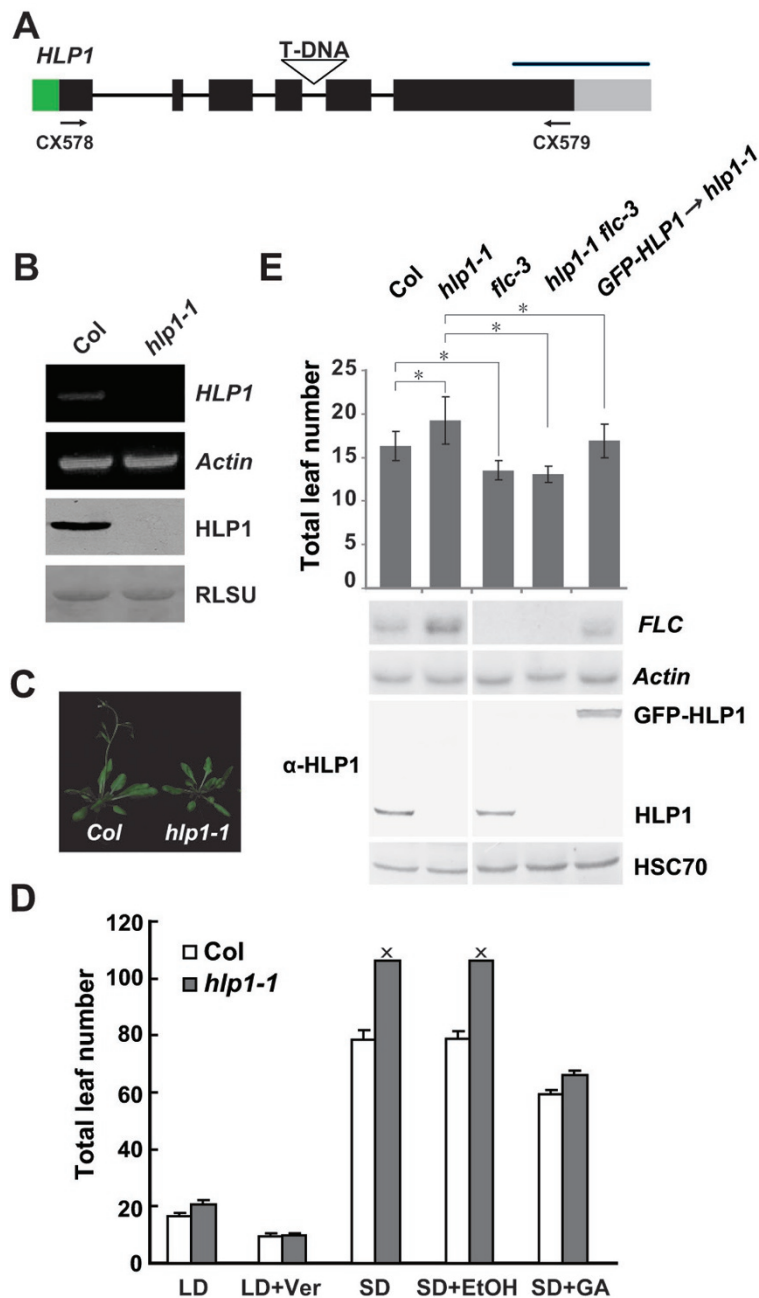 A
HLP1
T-DNA
CX578
CX579
B
Col
hlp1-1
HLP1
Actin
HLP1
RLSU
C
Col
hlp1-1
E
Col
hlp1-1
flc-3
hlp1-1 flc-3
GFP-HLP1 → hlp1-1
*
*
*
*
Total leaf number
25
20
15
10
5
0
FLC
Actin
GFP-HLP1
α-HLP1
HLP1
HSC70
D
Total leaf number
120
100
80
60
40
20
0
Col
hlp1-1
×
×
LD
LD+Ver
SD
SD+EtOH
SD+GA